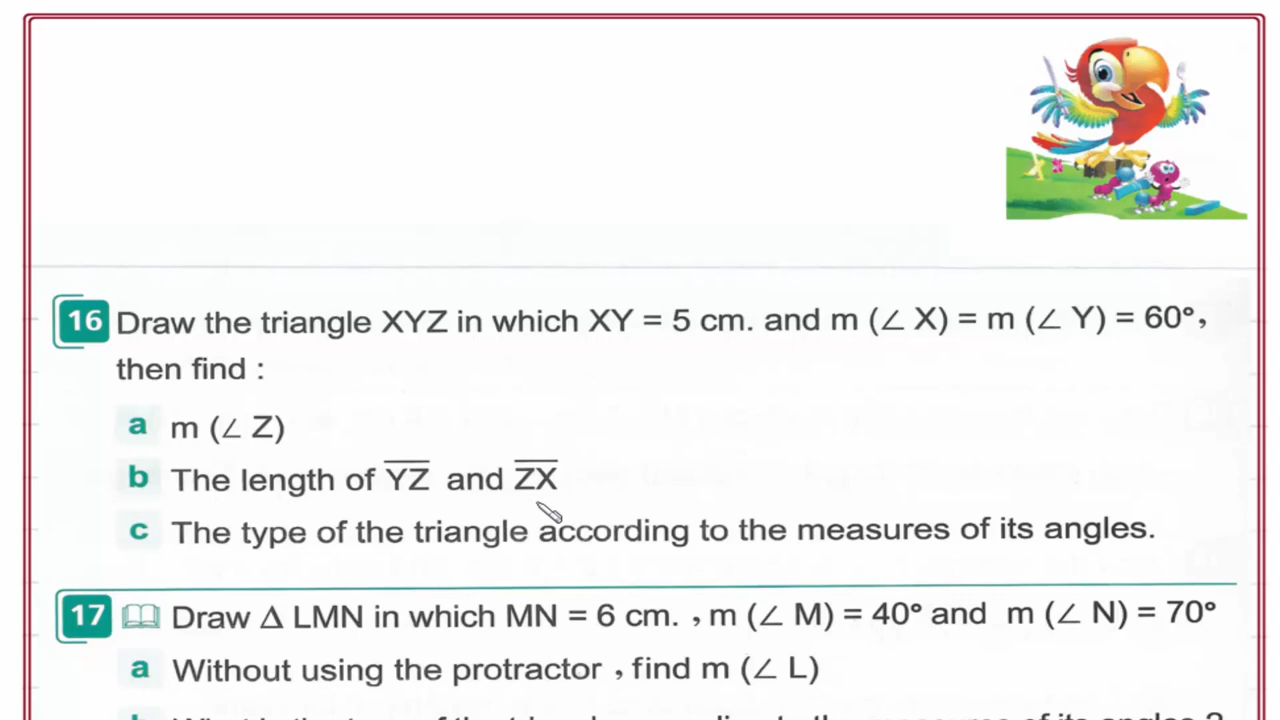 16 Draw the triangle XYZ in which XY = 5 cm. and m (∠ X) = m (∠ Y) = 60°,
then find :
a m (∠ Z)
b The length of Y͞Z and Z͞X
c The type of the triangle according to the measures of its angles.
17 Draw Δ LMN in which MN = 6 cm. , m (∠ M) = 40° and m (∠ N) = 70°
a Without using the protractor , find m (∠ L)